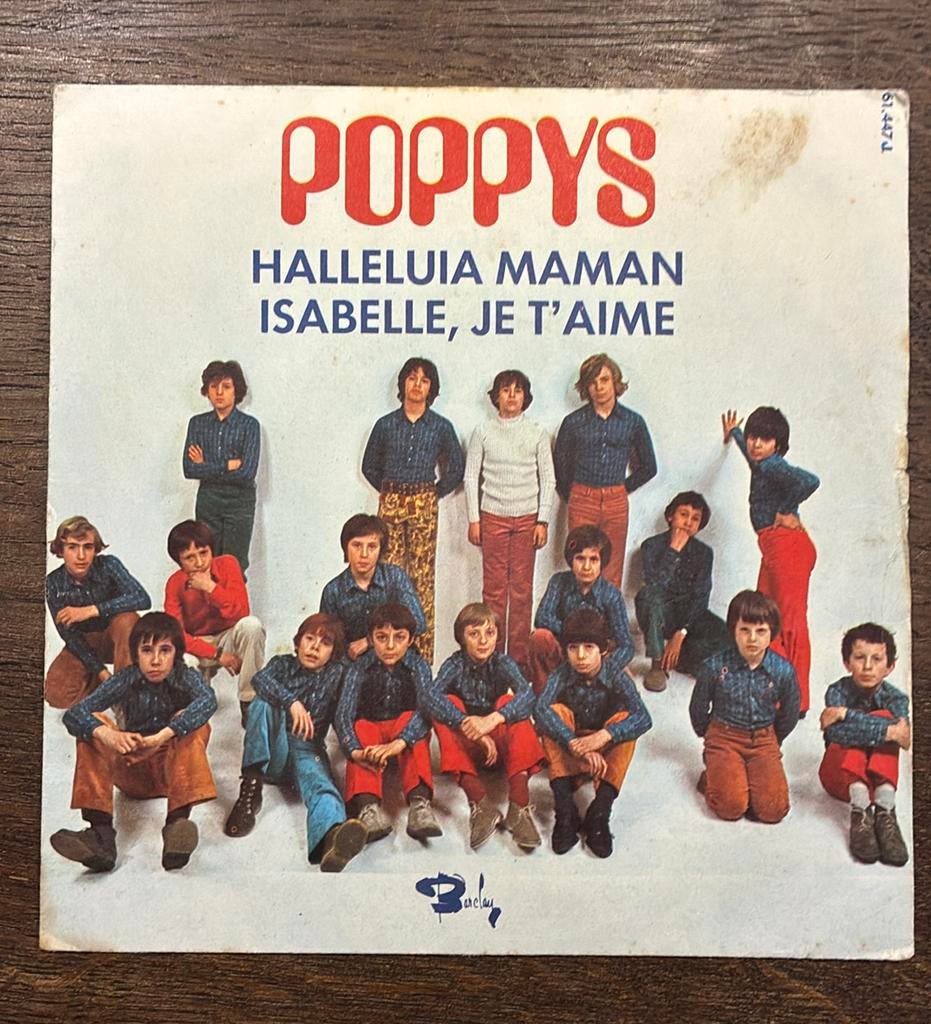 61.447 J
POPPYS
HALLELUIA MAMAN
ISABELLE, JE T'AIME
Barclay